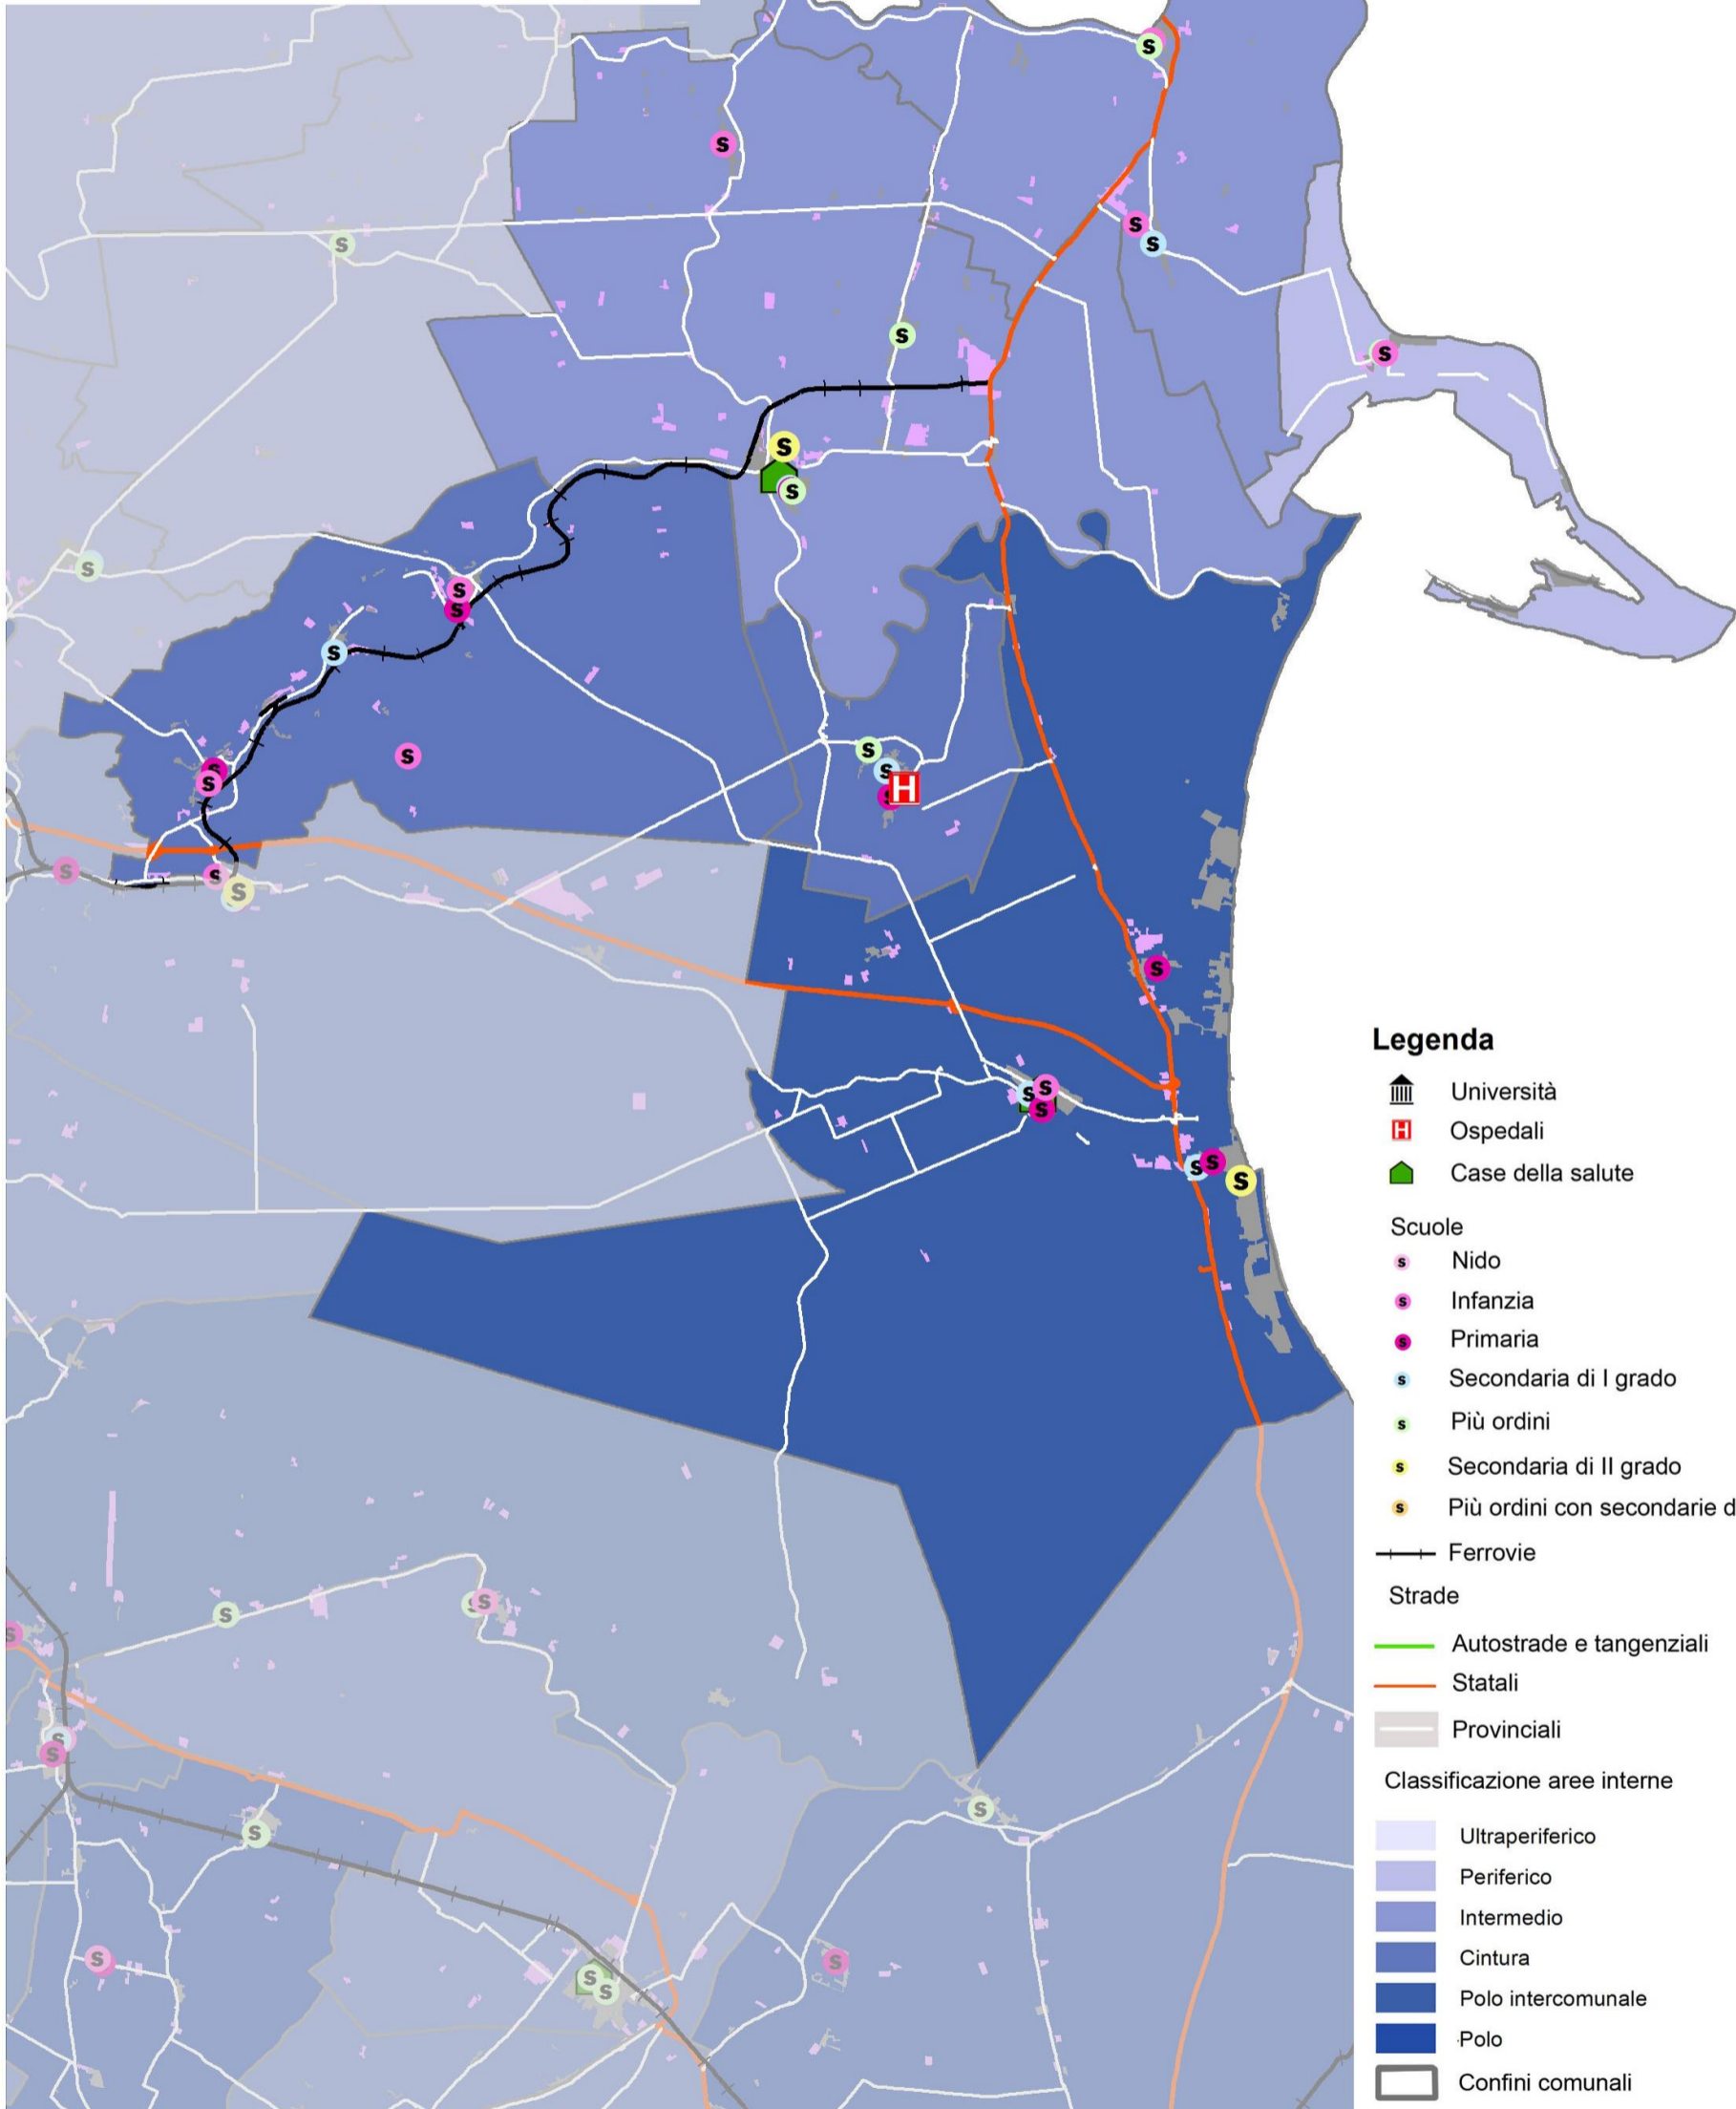 Legenda
Università
H Ospedali
Case della salute
Scuole
s Nido
s Infanzia
s Primaria
s Secondaria di I grado
s Più ordini
s Secondaria di II grado
s Più ordini con secondarie d
Ferrovie
Strade
Autostrade e tangenziali
Statali
Provinciali
Classificazione aree interne
Ultraperiferico
Periferico
Intermedio
Cintura
Polo intercomunale
Polo
Confini comunali